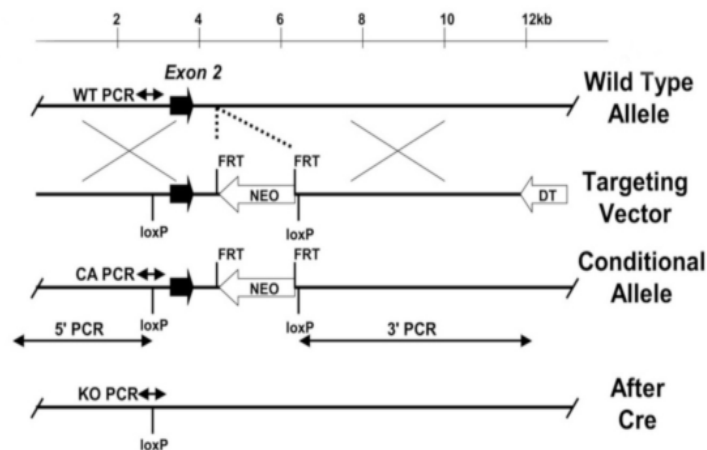 2 4 6 8 10 12kb
Exon 2
WT PCR
Wild Type
Allele
FRT FRT
NEO
DT
Targeting
Vector
loxP loxP
FRT FRT
CA PCR
NEO
Conditional
Allele
loxP loxP
5' PCR 3' PCR
KO PCR
After
Cre
loxP